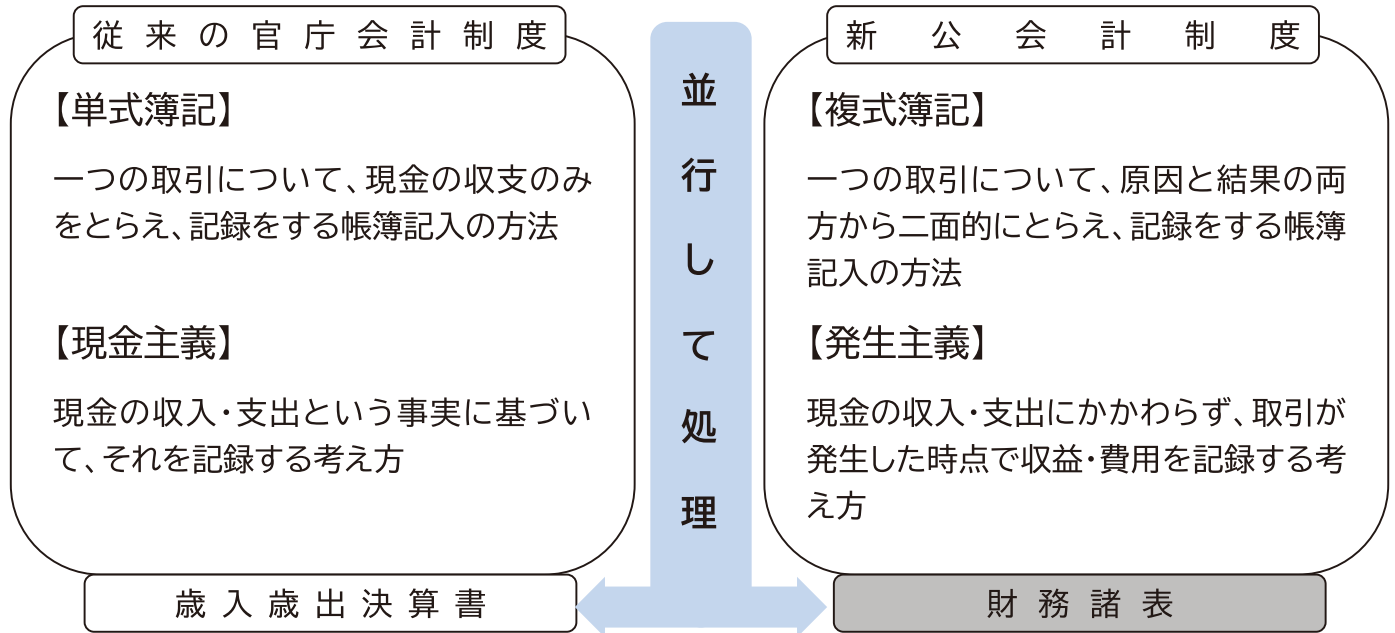 従来の官庁会計制度
【単式簿記】
一つの取引について、現金の収支のみ
をとらえ、記録をする帳簿記入の方法
【現金主義】
現金の収入・支出という事実に基づい
て、それを記録する考え方
歳入歳出決算書
並行して処理
新公会計制度
【複式簿記】
一つの取引について、原因と結果の両
方から二面的にとらえ、記録をする帳簿
記入の方法
【発生主義】
現金の収入・支出にかかわらず、取引が
発生した時点で収益・費用を記録する考
え方
財務諸表